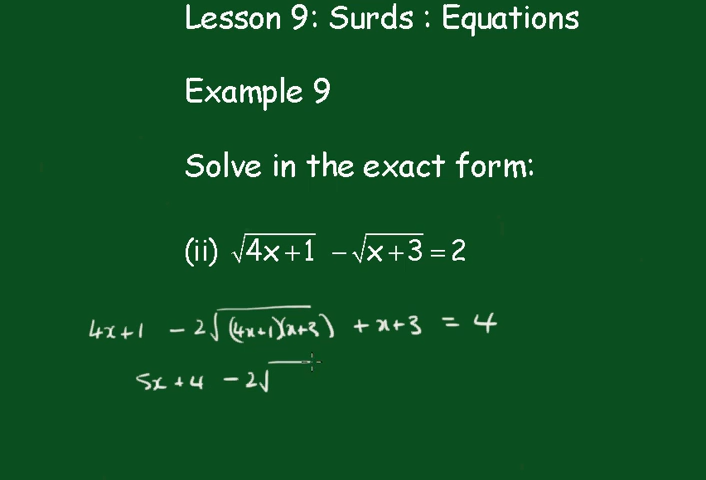 Lesson 9: Surds : Equations
Example 9
Solve in the exact form:
(ii) √4x+1 − √x+3 = 2
4x+1 − 2√(4x+1)(x+3) + x+3 = 4
5x + 4 − 2√